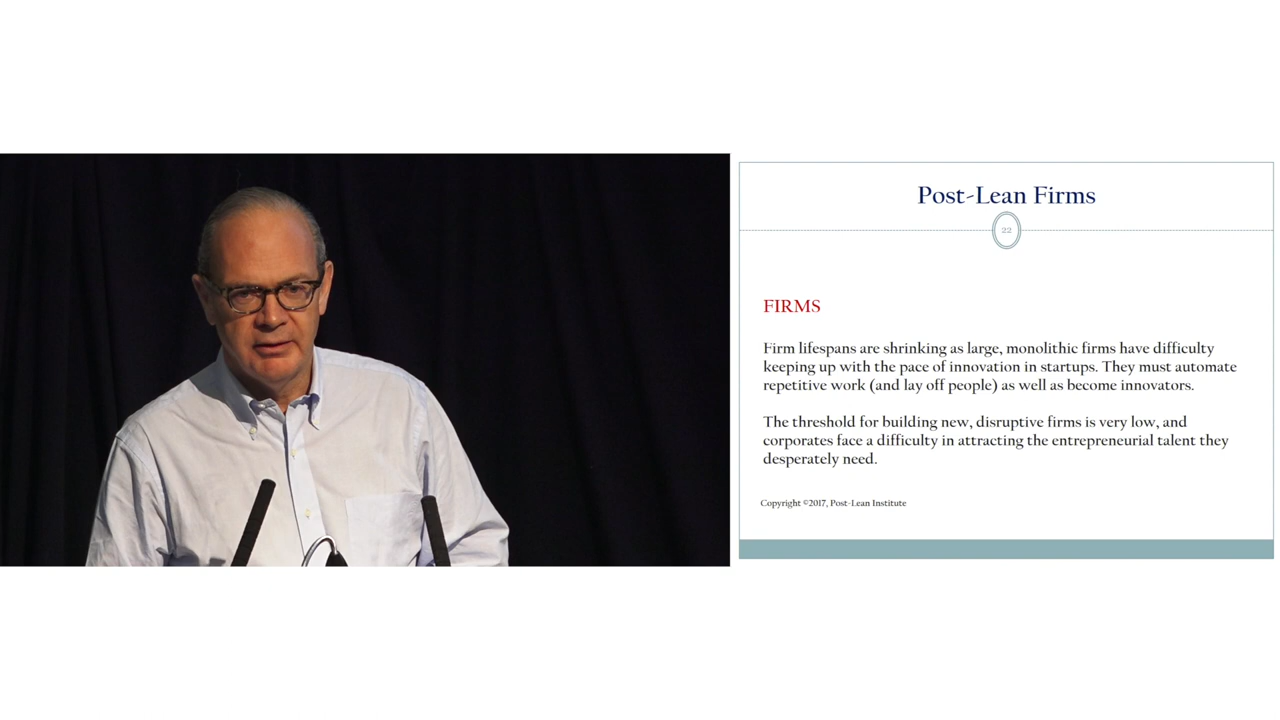 Post-Lean Firms
22
FIRMS
Firm lifespans are shrinking as large, monolithic firms have difficulty
keeping up with the pace of innovation in startups. They must automate
repetitive work (and lay off people) as well as become innovators.
The threshold for building new, disruptive firms is very low, and
corporates face a difficulty in attracting the entrepreneurial talent they
desperately need.
Copyright ©2017, Post-Lean Institute